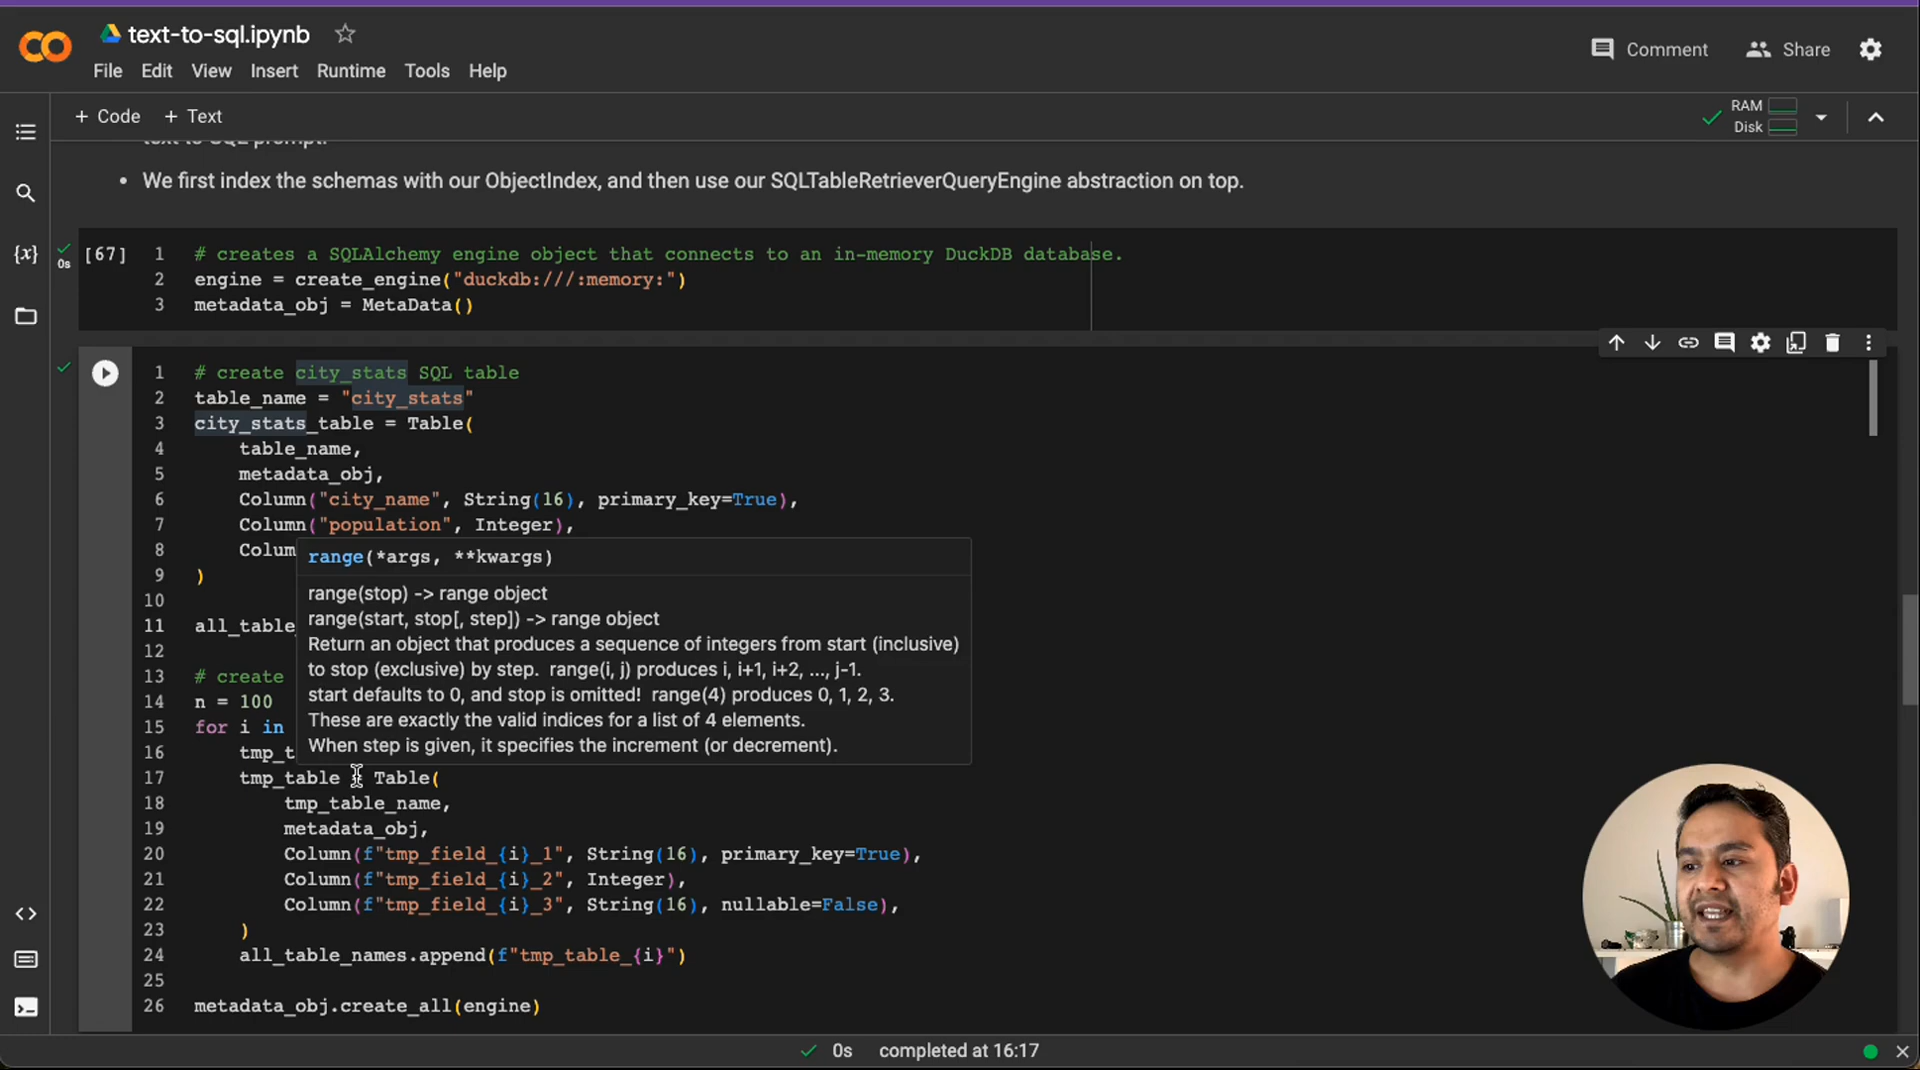 text-to-sql.ipynb
Comment
Share
File Edit View Insert Runtime Tools Help
+ Code + Text
RAM
Disk
text-to-SQL prompt.
• We first index the schemas with our ObjectIndex, and then use our SQLTableRetrieverQueryEngine abstraction on top.
{x}
0s
[67]
1 # creates a SQLAlchemy engine object that connects to an in-memory DuckDB database.
2 engine = create_engine("duckdb:///:memory:")
3 metadata_obj = MetaData()
1 # create city_stats SQL table
2 table_name = "city_stats"
3 city_stats_table = Table(
4 table_name,
5 metadata_obj,
6 Column("city_name", String(16), primary_key=True),
7 Column("population", Integer),
8 Colum
9 )
10
11 all_table_
12
13 # create
14 n = 100
15 for i in
16 tmp_t
17 tmp_table = Table(
18 tmp_table_name,
19 metadata_obj,
20 Column(f"tmp_field_{i}_1", String(16), primary_key=True),
21 Column(f"tmp_field_{i}_2", Integer),
22 Column(f"tmp_field_{i}_3", String(16), nullable=False),
23 )
24 all_table_names.append(f"tmp_table_{i}")
25
26 metadata_obj.create_all(engine)
range(*args, **kwargs)
range(stop) -> range object
range(start, stop[, step]) -> range object
Return an object that produces a sequence of integers from start (inclusive)
to stop (exclusive) by step. range(i, j) produces i, i+1, i+2, ..., j-1.
start defaults to 0, and stop is omitted! range(4) produces 0, 1, 2, 3.
These are exactly the valid indices for a list of 4 elements.
When step is given, it specifies the increment (or decrement).
0s completed at 16:17